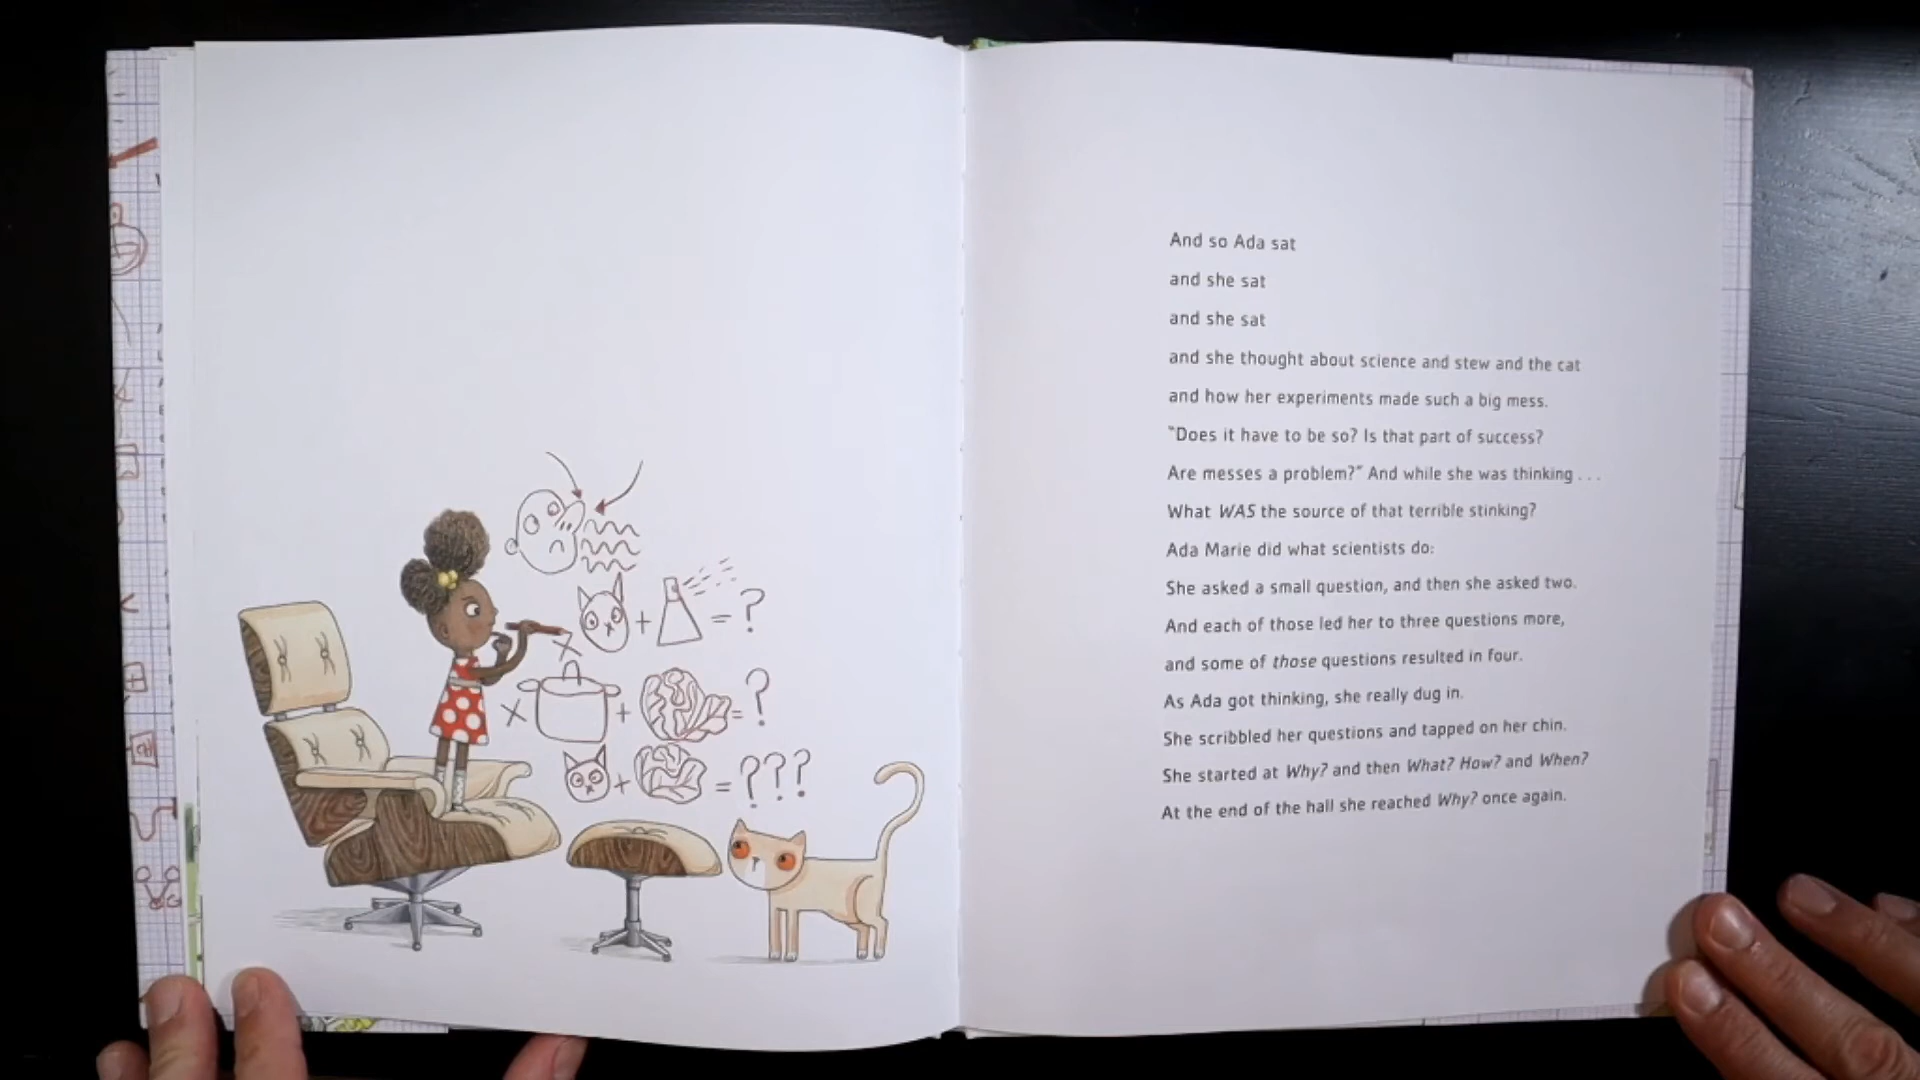 × + = ?
× + = ?
+ = ???
And so Ada sat
and she sat
and she sat
and she thought about science and stew and the cat
and how her experiments made such a big mess.
“Does it have to be so? Is that part of success?
Are messes a problem?” And while she was thinking . . .
What WAS the source of that terrible stinking?
Ada Marie did what scientists do:
She asked a small question, and then she asked two.
And each of those led her to three questions more,
and some of those questions resulted in four.
As Ada got thinking, she really dug in.
She scribbled her questions and tapped on her chin.
She started at Why? and then What? How? and When?
At the end of the hall she reached Why? once again.